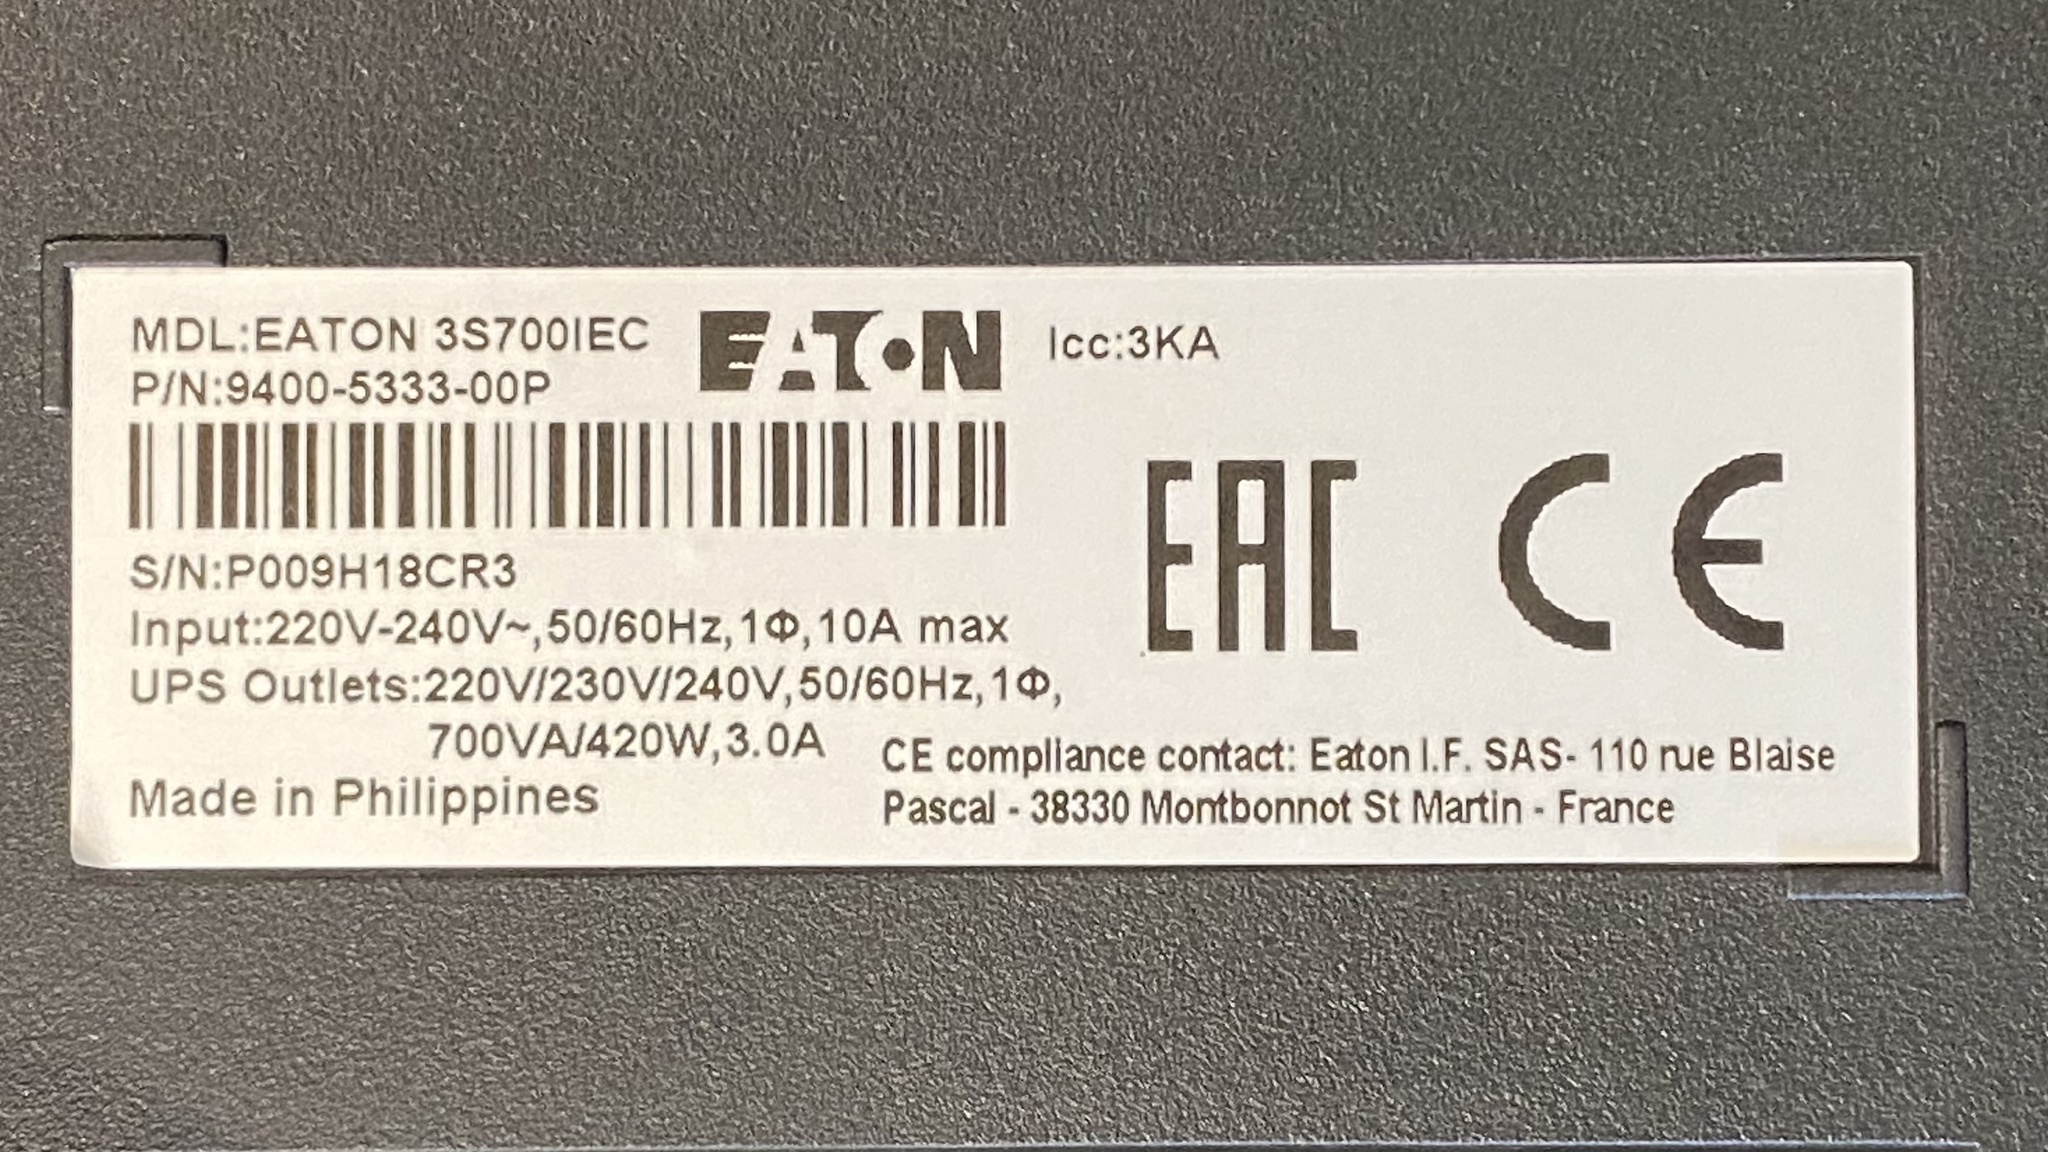 MDL:EATON 3S700IEC
P/N:9400-5333-00P
EATON
Icc:3KA
S/N:P009H18CR3
Input:220V-240V~,50/60Hz,1Φ,10A max
UPS Outlets:220V/230V/240V,50/60Hz,1Φ,
700VA/420W,3.0A
Made in Philippines
EAC
CE
CE compliance contact: Eaton I.F. SAS- 110 rue Blaise
Pascal - 38330 Montbonnot St Martin - France